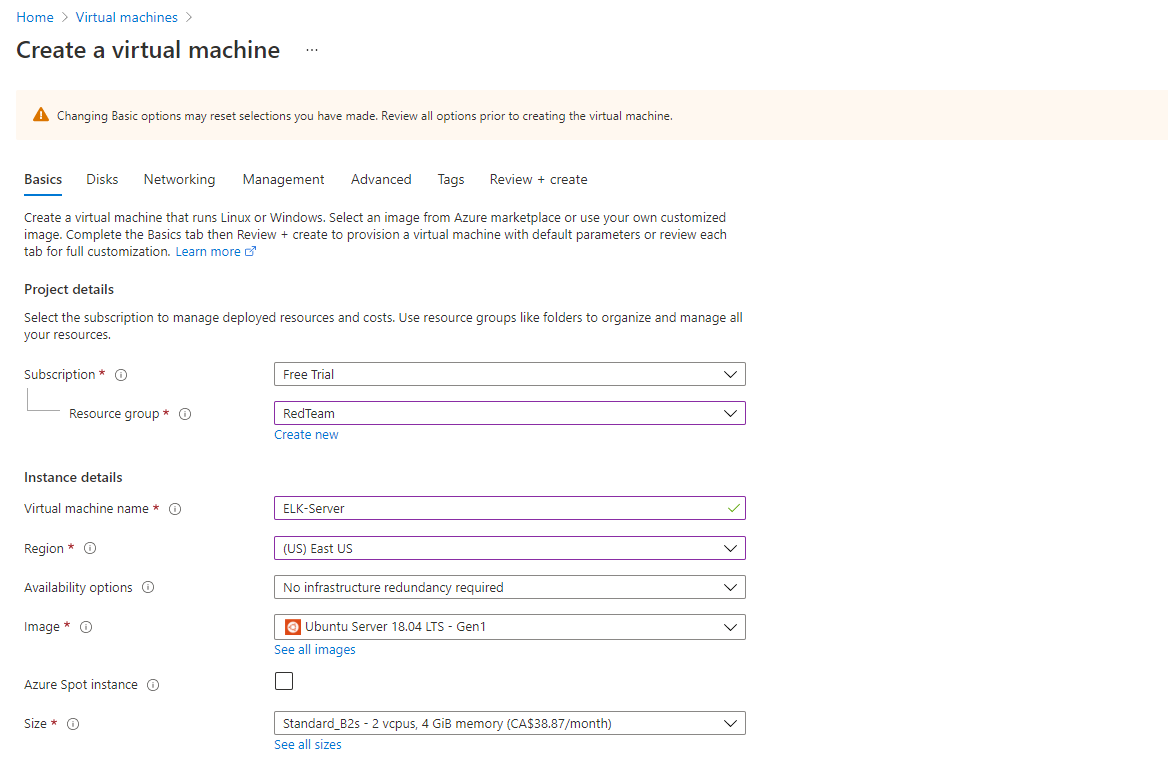 Home > Virtual machines >
Create a virtual machine ...
Changing Basic options may reset selections you have made. Review all options prior to creating the virtual machine.
Basics Disks Networking Management Advanced Tags Review + create
Create a virtual machine that runs Linux or Windows. Select an image from Azure marketplace or use your own customized
image. Complete the Basics tab then Review + create to provision a virtual machine with default parameters or review each
tab for full customization. Learn more
Project details
Select the subscription to manage deployed resources and costs. Use resource groups like folders to organize and manage all
your resources.
Subscription * Free Trial
Resource group * RedTeam
Create new
Instance details
Virtual machine name * ELK-Server
Region * (US) East US
Availability options No infrastructure redundancy required
Image * Ubuntu Server 18.04 LTS - Gen1
See all images
Azure Spot instance
Size * Standard_B2s - 2 vcpus, 4 GiB memory (CA$38.87/month)
See all sizes